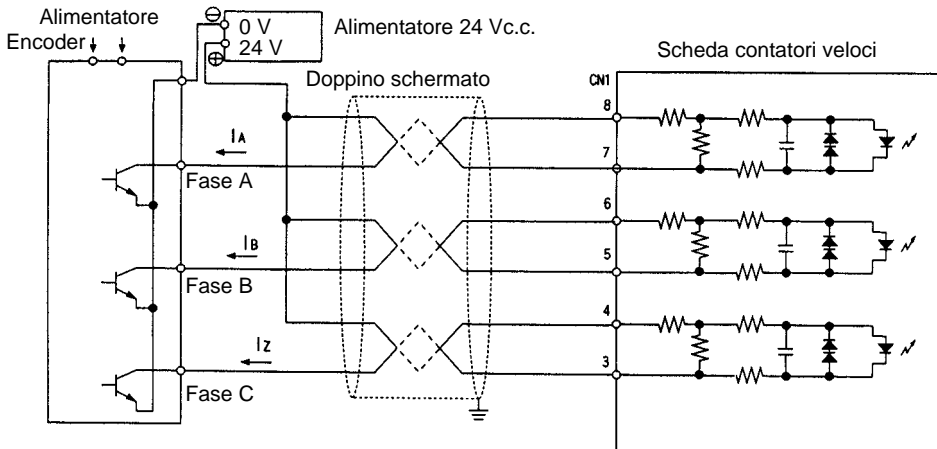 Alimentatore
Encoder
0 V
24 V
Alimentatore 24 Vc.c.
Doppino schermato
Scheda contatori veloci
CN1
8
IA
7
Fase A
6
IB
5
Fase B
4
IZ
3
Fase C